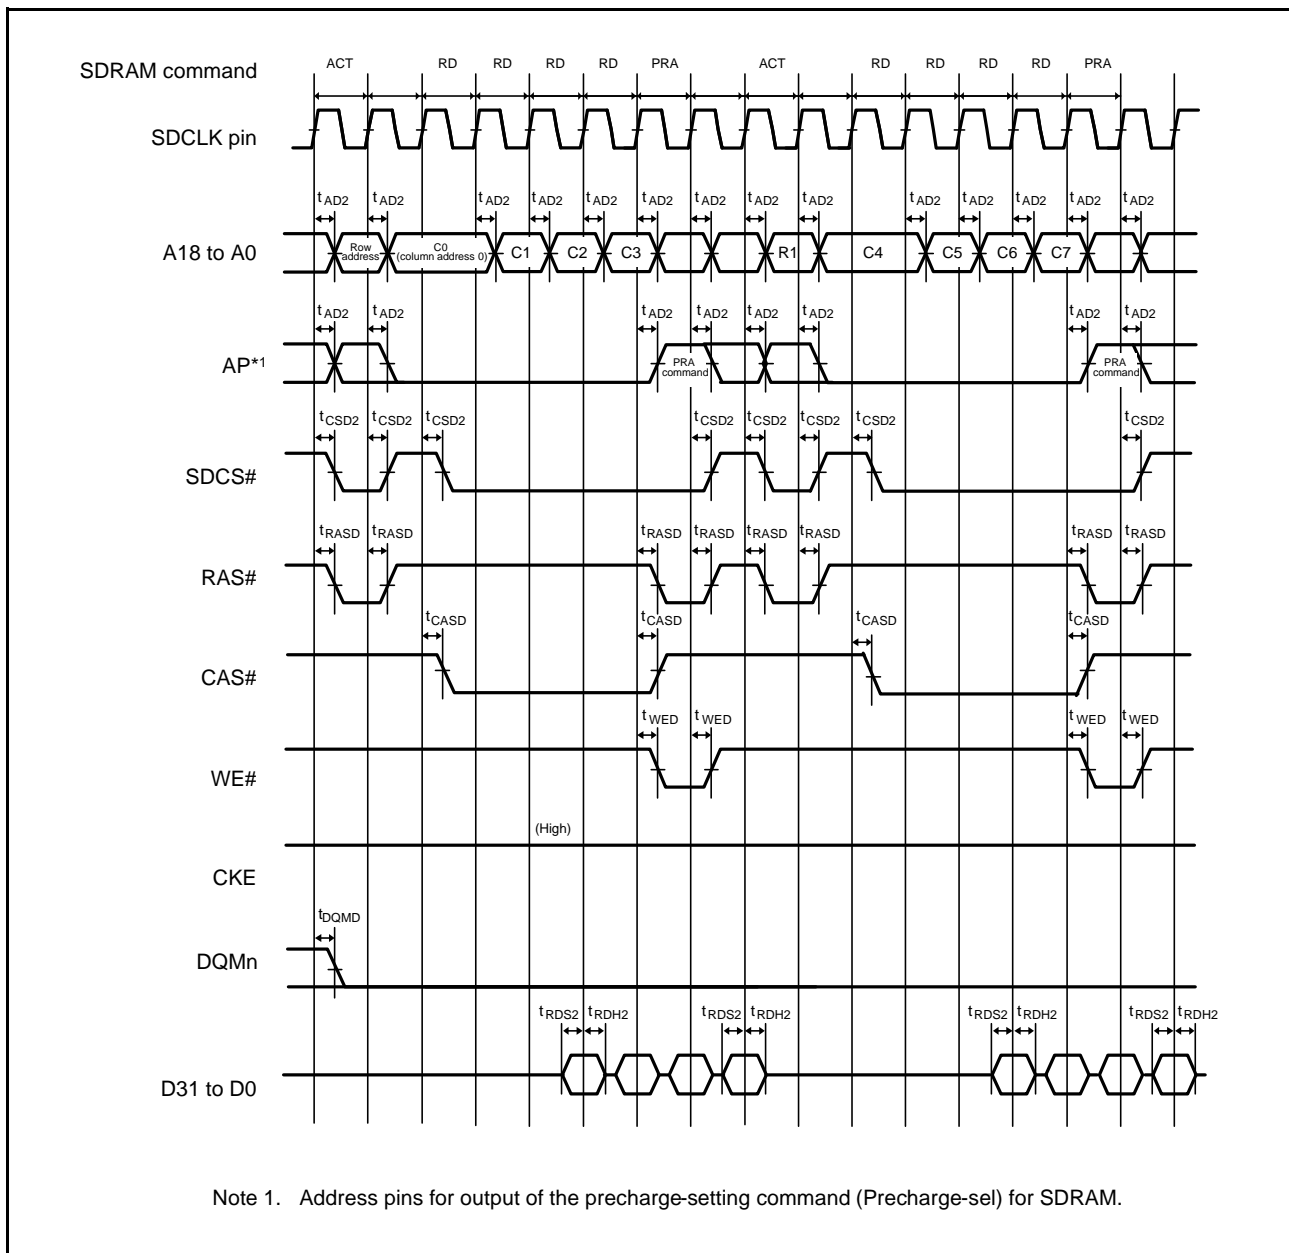 ACT RD RD RD RD PRA ACT RD RD RD RD PRA
SDRAM command
SDCLK pin
tAD2 tAD2 tAD2 tAD2 tAD2 tAD2 tAD2 tAD2 tAD2 tAD2 tAD2 tAD2 tAD2 tAD2
A18 to A0
Row address
C0 (column address 0)
C1 C2 C3 R1 C4 C5 C6 C7
tAD2 tAD2 tAD2 tAD2 tAD2 tAD2 tAD2 tAD2
AP*1
PRA command
PRA command
tCSD2 tCSD2 tCSD2 tCSD2 tCSD2 tCSD2 tCSD2 tCSD2
SDCS#
tRASD tRASD tRASD tRASD tRASD tRASD tRASD tRASD
RAS#
tCASD tCASD tCASD tCASD
CAS#
tWED tWED tWED tWED
WE#
(High)
CKE
tDQMD
DQMn
tRDS2 tRDH2 tRDS2 tRDH2 tRDS2 tRDH2 tRDS2 tRDH2
D31 to D0
Note 1. Address pins for output of the precharge-setting command (Precharge-sel) for SDRAM.